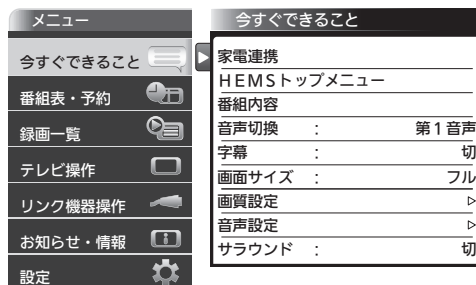 メニュー
今すぐできること
番組表・予約
録画一覧
テレビ操作
リンク機器操作
お知らせ・情報
設定
今すぐできること
家電連携
HEMSトップメニュー
番組内容
音声切換 : 第1音声
字幕 : 切
画面サイズ : フル
画質設定
音声設定
サラウンド : 切